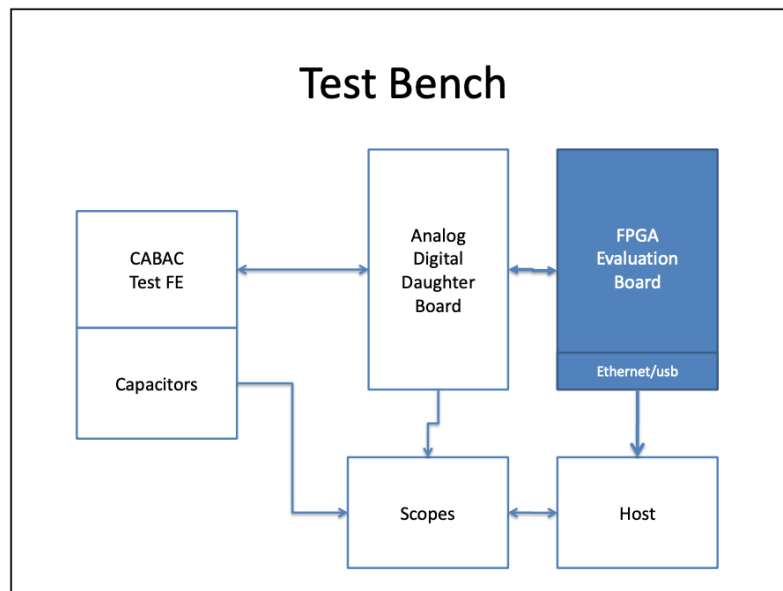 Test Bench
CABAC
Test FE
Capacitors
Analog
Digital
Daughter
Board
FPGA
Evaluation
Board
Ethernet/usb
Scopes
Host